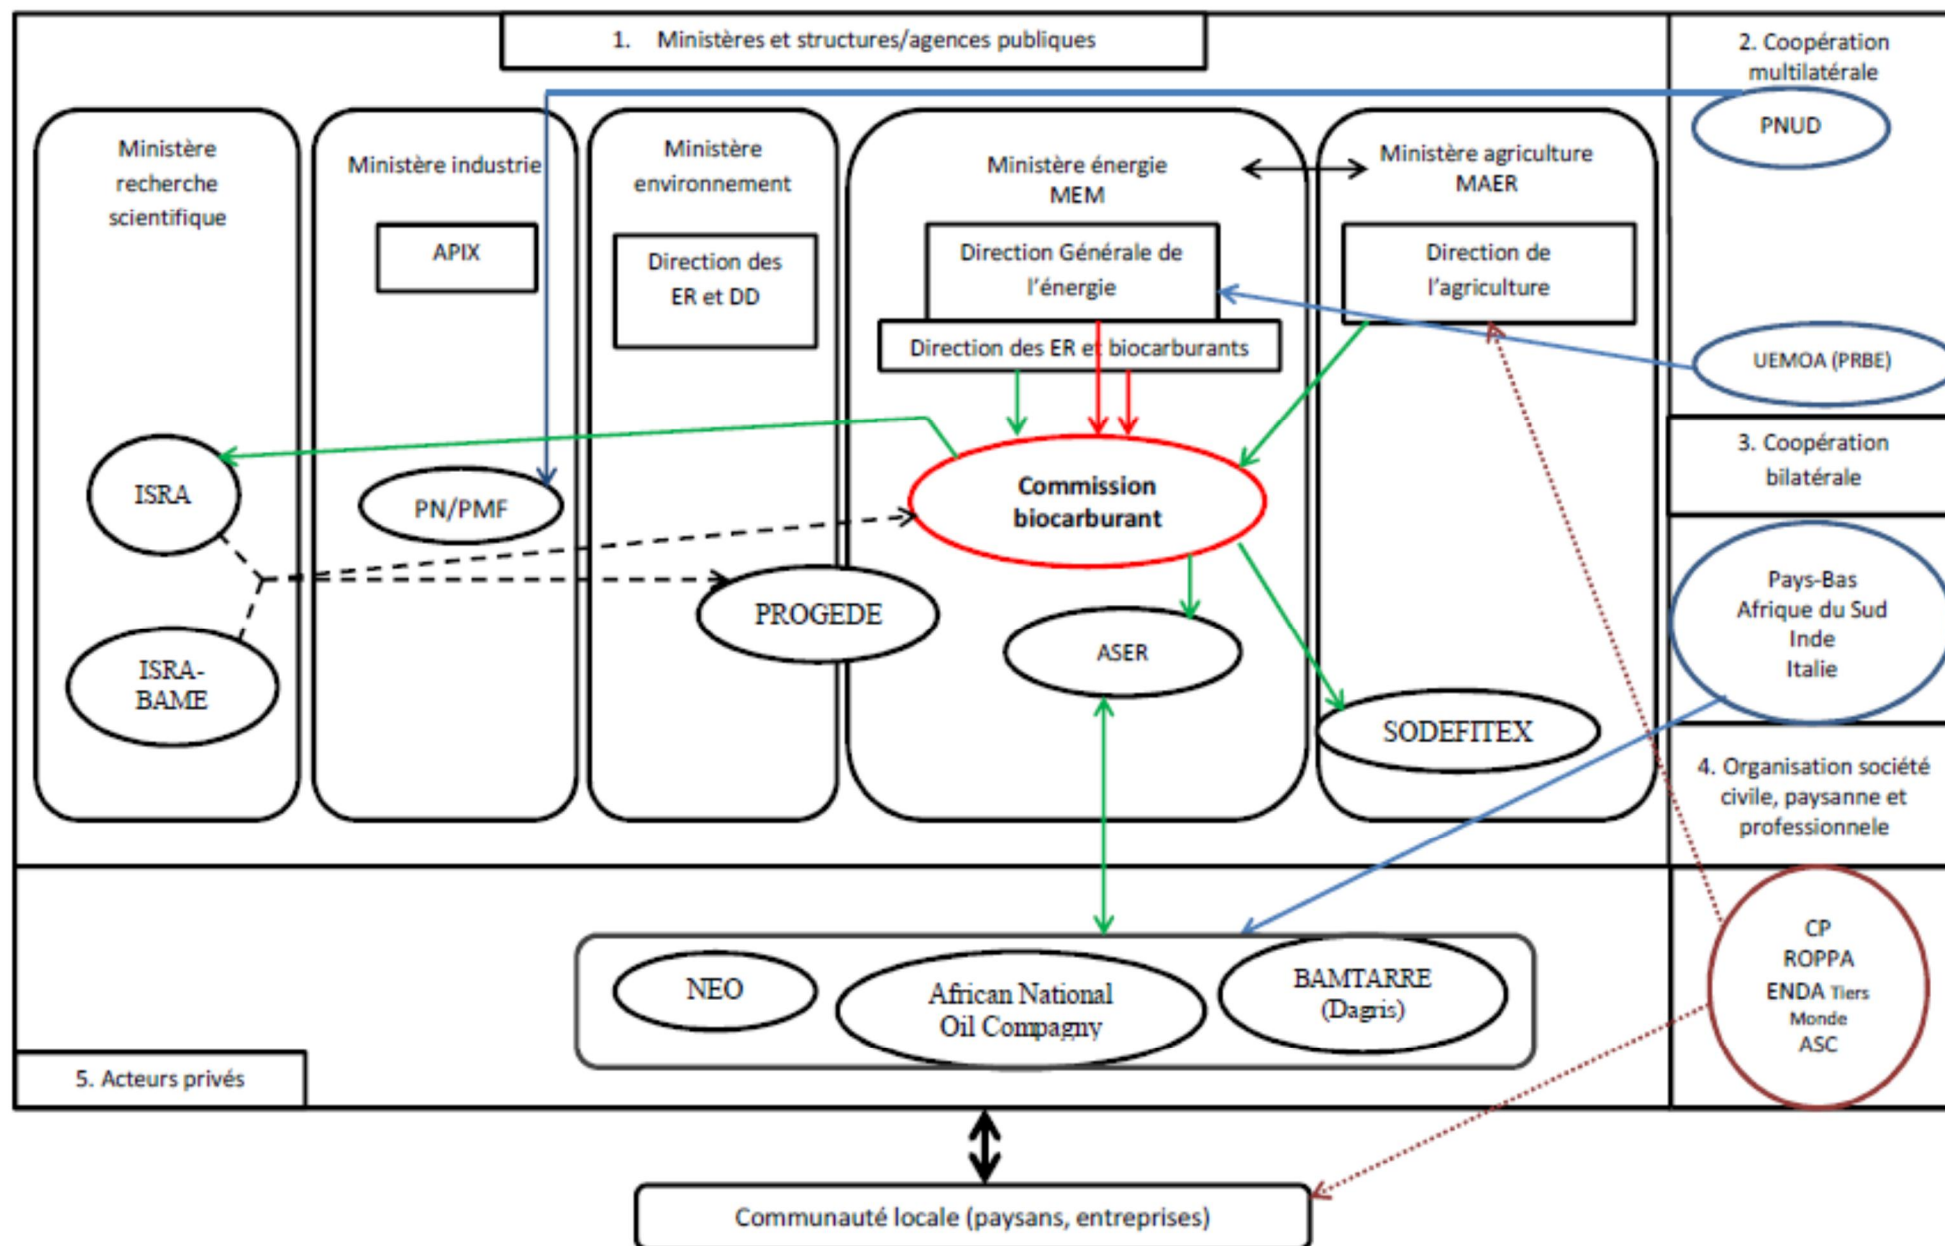 1. Ministères et structures/agences publiques
2. Coopération
multilatérale
PNUD
Ministère
recherche
scientifique
Ministère industrie
Ministère
environnement
Ministère énergie
MEM
Ministère agriculture
MAER
APIX
Direction des
ER et DD
Direction Générale de
l'énergie
Direction de
l'agriculture
Direction des ER et biocarburants
UEMOA (PRBE)
3. Coopération
bilatérale
ISRA
PN/PMF
Commission
biocarburant
Pays-Bas
Afrique du Sud
Inde
Italie
PROGEDE
ASER
ISRA-
BAME
SODEFITEX
4. Organisation société
civile, paysanne et
professionnele
CP
ROPPA
ENDA Tiers
Monde
ASC
NEO
African National
Oil Compagny
BAMTARRE
(Dagris)
5. Acteurs privés
Communauté locale (paysans, entreprises)